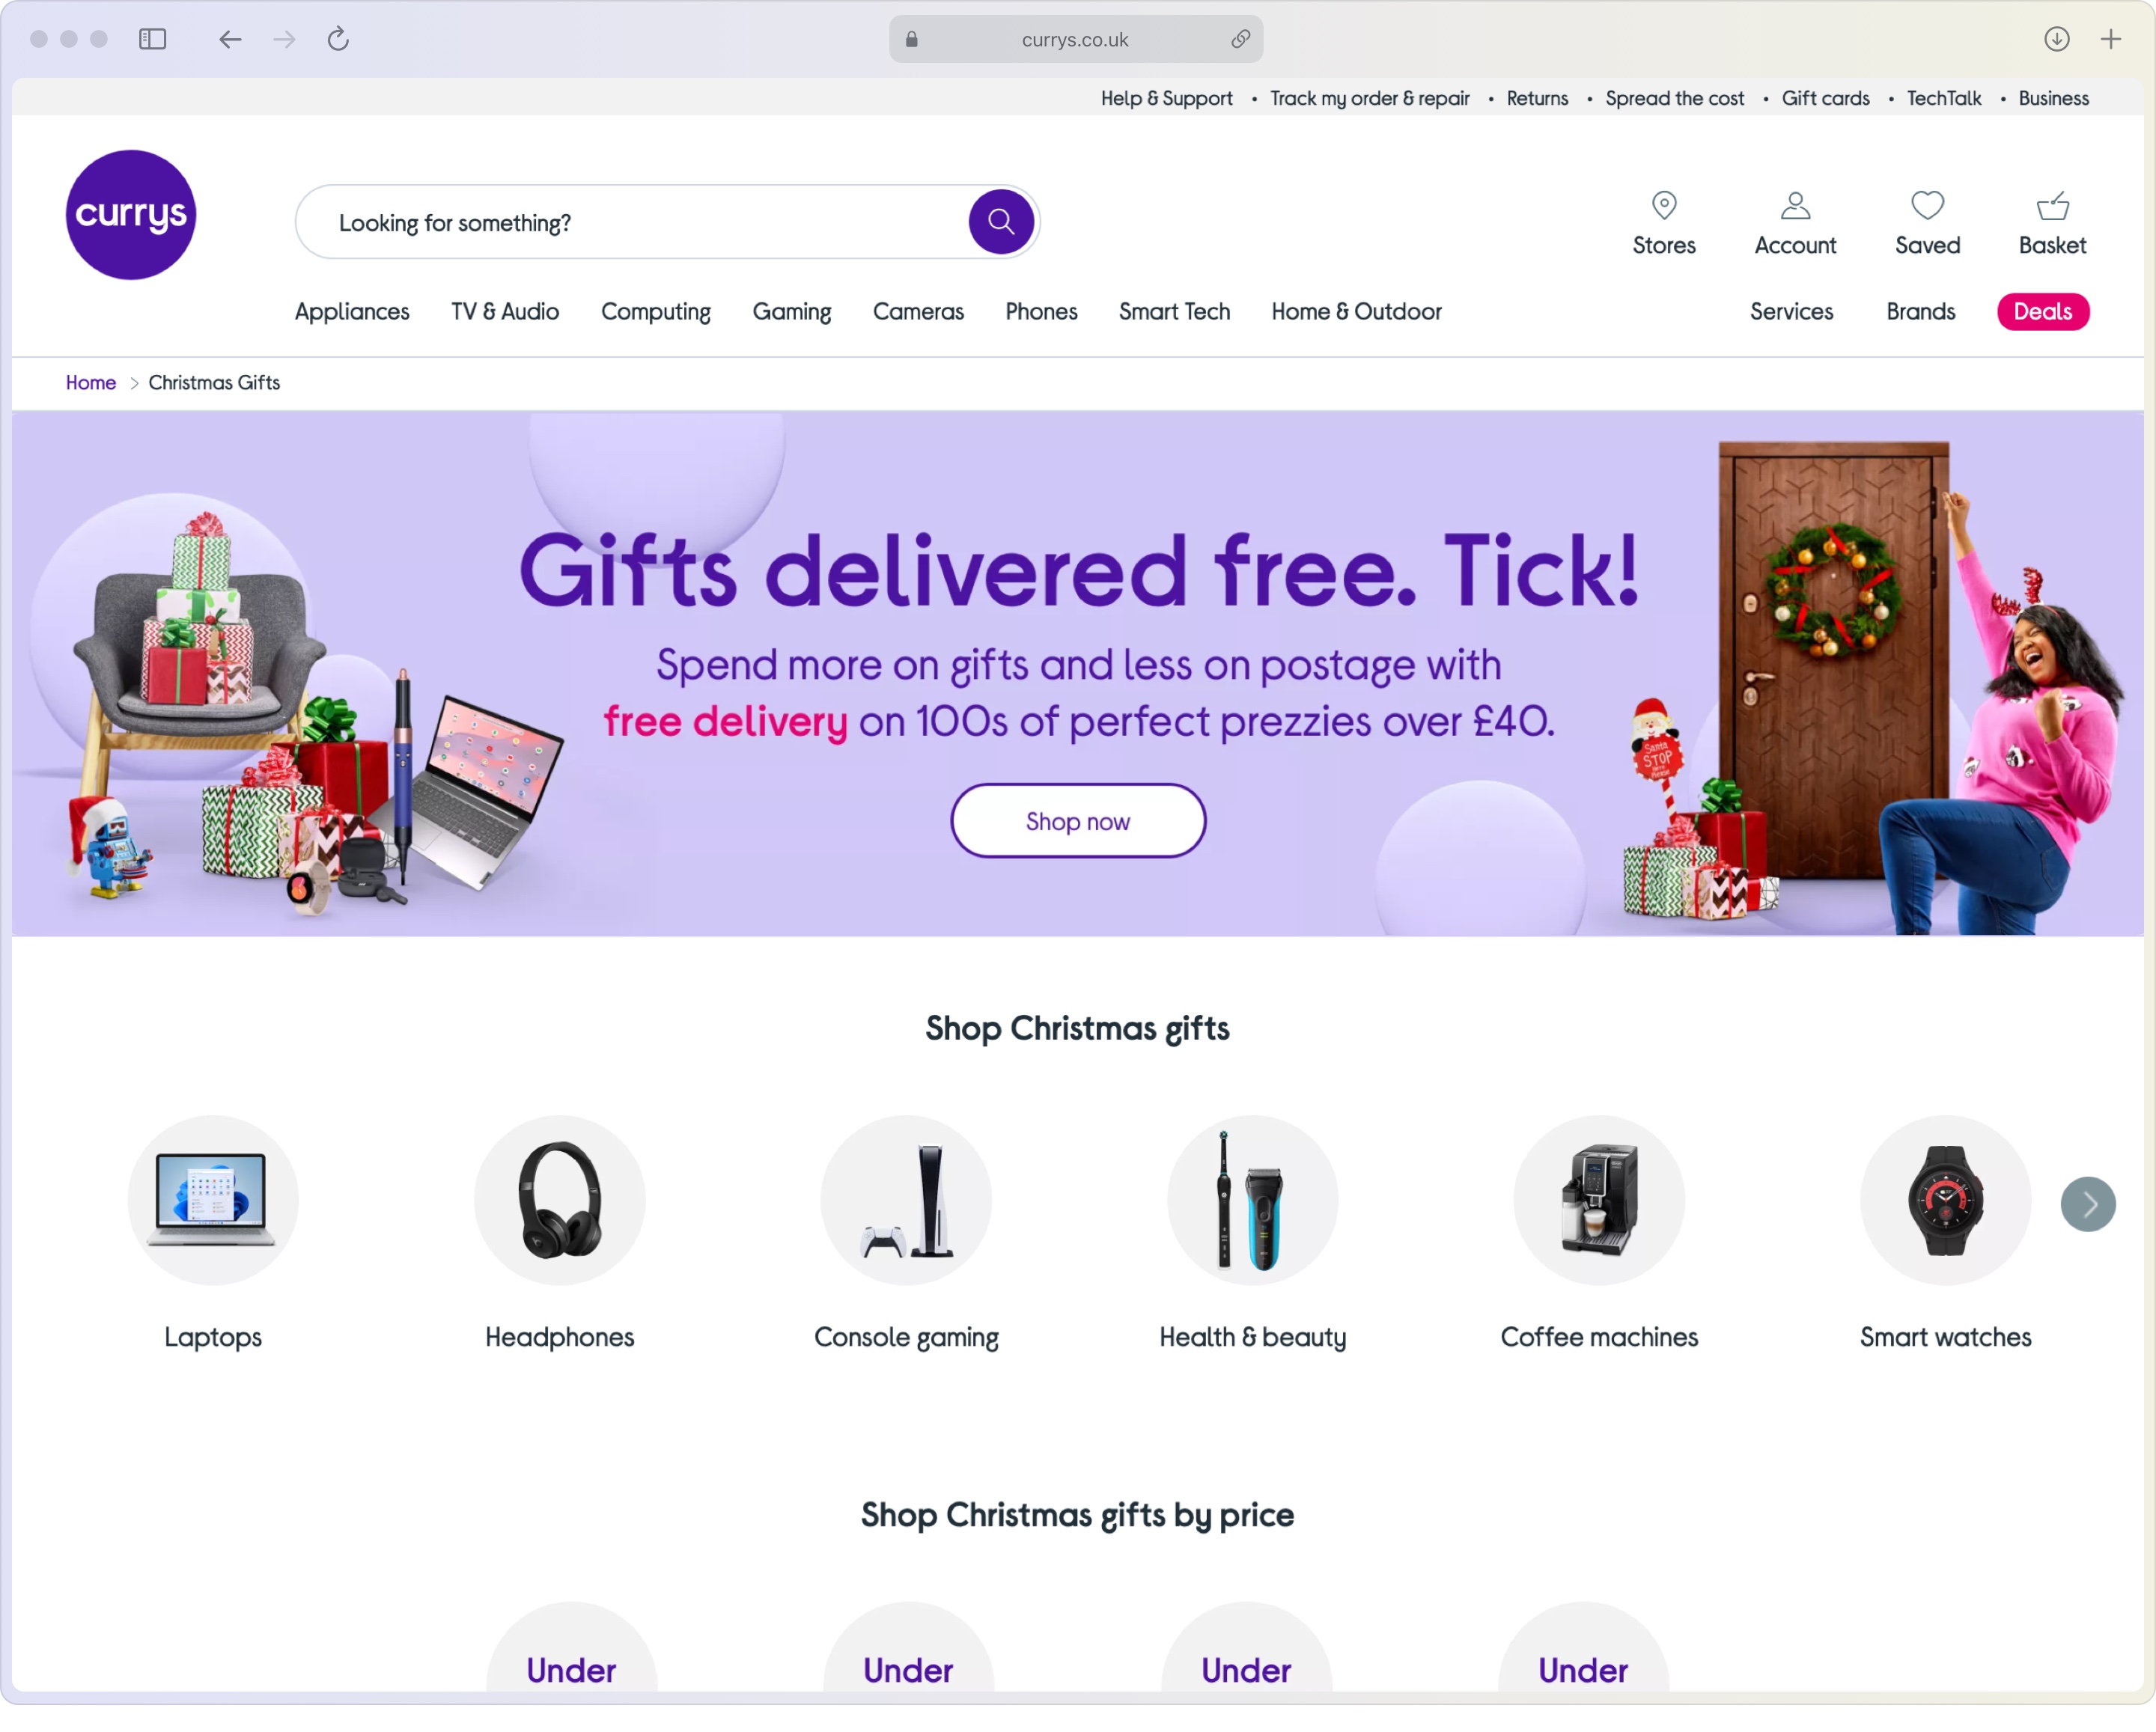 currys.co.uk
Help & Support • Track my order & repair • Returns • Spread the cost • Gift cards • TechTalk • Business
currys
Looking for something?
Stores
Account
Saved
Basket
Appliances
TV & Audio
Computing
Gaming
Cameras
Phones
Smart Tech
Home & Outdoor
Services
Brands
Deals
Home > Christmas Gifts
Gifts delivered free. Tick!
Spend more on gifts and less on postage with
free delivery on 100s of perfect prezzies over £40.
Shop now
Santa
STOP
Here
Please
Shop Christmas gifts
Laptops
Headphones
Console gaming
Health & beauty
Coffee machines
Smart watches
Shop Christmas gifts by price
Under
Under
Under
Under